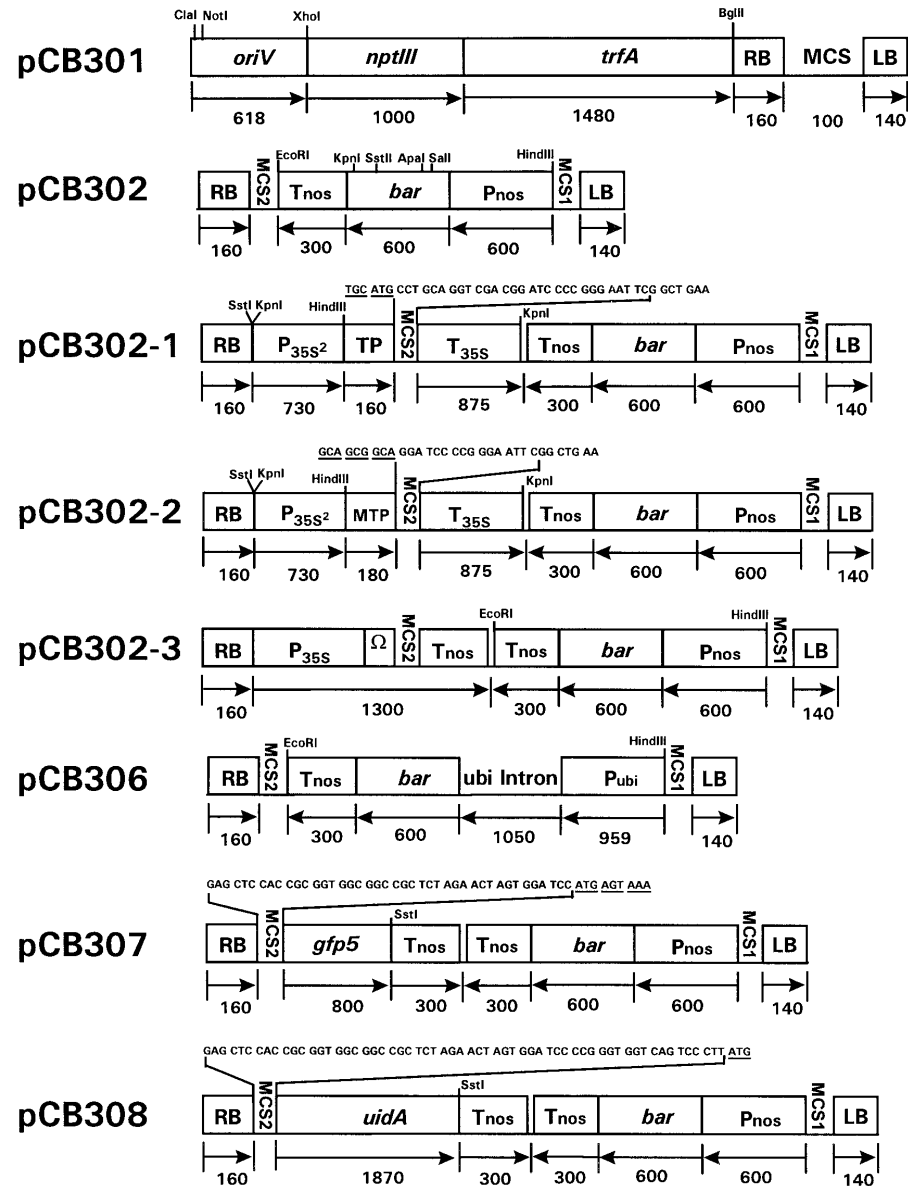 ClaI NotI XhoI BglII
pCB301 oriV nptIII trfA RB MCS LB
618 1000 1480 160 100 140
EcoRI KpnI SstII ApaI SalI HindIII
pCB302 RB MCS2 Tnos bar Pnos MCS1 LB
160 300 600 600 140
TGC ATG CCT GCA GGT CGA CGG ATC CCC GGG AAT TCG GCT GAA
SstI KpnI HindIII KpnI
pCB302-1 RB P35S2 TP MCS2 T35S Tnos bar Pnos MCS1 LB
160 730 160 875 300 600 600 140
GCA GCG GCA GGA TCC CCG GGA ATT CGG CTG AA
SstI KpnI HindIII KpnI
pCB302-2 RB P35S2 MTP MCS2 T35S Tnos bar Pnos MCS1 LB
160 730 180 875 300 600 600 140
EcoRI HindIII
pCB302-3 RB P35S Ω MCS2 Tnos Tnos bar Pnos MCS1 LB
160 1300 300 600 600 140
EcoRI HindIII
pCB306 RB MCS2 Tnos bar ubi Intron Pubi MCS1 LB
160 300 600 1050 959 140
GAG CTC CAC CGC GGT GGC GGC CGC TCT AGA ACT AGT GGA TCC ATG AGT AAA
SstI
pCB307 RB MCS2 gfp5 Tnos Tnos bar Pnos MCS1 LB
160 800 300 300 600 600 140
GAG CTC CAC CGC GGT GGC GGC CGC TCT AGA ACT AGT GGA TCC CCG GGT GGT CAG TCC CTT ATG
SstI
pCB308 RB MCS2 uidA Tnos Tnos bar Pnos MCS1 LB
160 1870 300 300 600 600 140